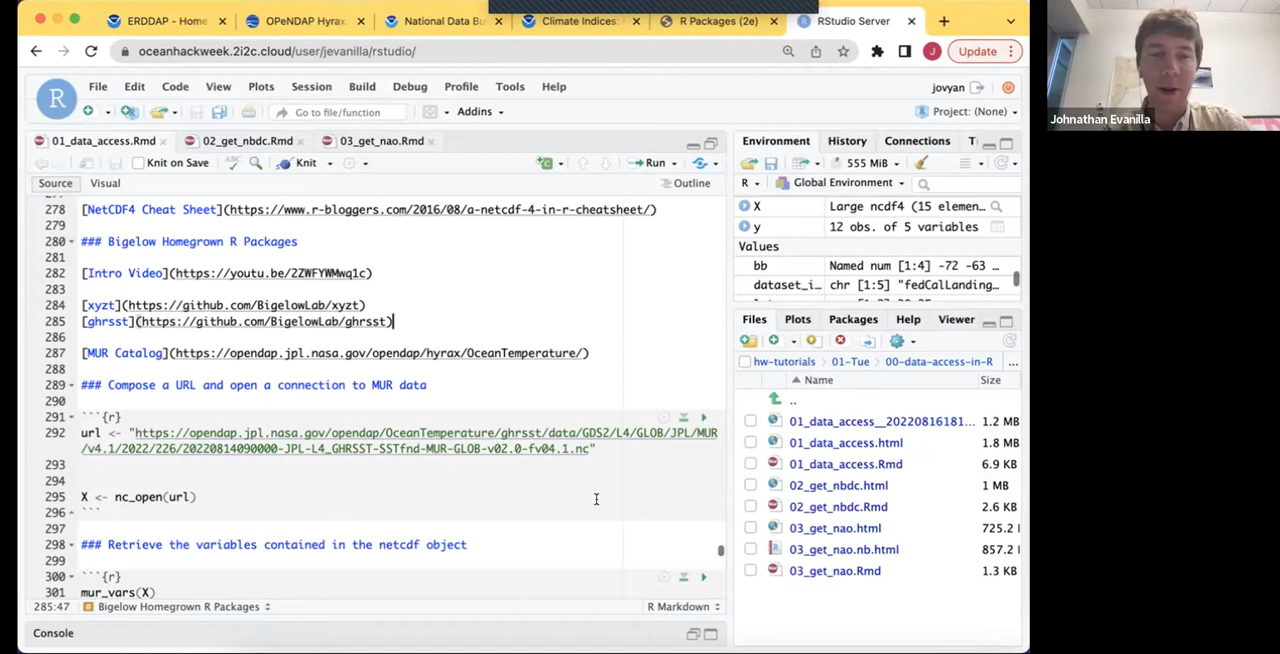 ERDDAP - Home
OPeNDAP Hyrax:
National Data Bu
Climate Indices:
R Packages (2e)
RStudio Server
oceanhackweek.2i2c.cloud/user/jevanilla/rstudio/
J
Update
R
File Edit Code View Plots Session Build Debug Profile Tools Help
jovyan
Go to file/function
Addins
Project: (None)
01_data_access.Rmd
02_get_nbdc.Rmd
03_get_nao.Rmd
Knit on Save
ABC
Knit
Run
Source
Visual
Outline
278 [NetCDF4 Cheat Sheet](https://www.r-bloggers.com/2016/08/a-netcdf-4-in-r-cheatsheet/)
279
280 ### Bigelow Homegrown R Packages
281
282 [Intro Video](https://youtu.be/2ZWFYWMwq1c)
283
284 [xyzt](https://github.com/BigelowLab/xyzt)
285 [ghrsst](https://github.com/BigelowLab/ghrsst)
286
287 [MUR Catalog](https://opendap.jpl.nasa.gov/opendap/hyrax/OceanTemperature/)
288
289 ### Compose a URL and open a connection to MUR data
290
291 ```{r}
292 url <- "https://opendap.jpl.nasa.gov/opendap/OceanTemperature/ghrsst/data/GDS2/L4/GLOB/JPL/MUR
/v4.1/2022/226/20220814090000-JPL-L4_GHRSST-SSTfnd-MUR-GLOB-v02.0-fv04.1.nc"
293
294
295 X <- nc_open(url)
296 ```
297
298 ### Retrieve the variables contained in the netcdf object
299
300 ```{r}
301 mur_vars(X)
285:47
Bigelow Homegrown R Packages
R Markdown
Console
Environment History Connections T
555 MiB
R
Global Environment
X Large ncdf4 (15 elemen...
y 12 obs. of 5 variables
Values
bb Named num [1:4] -72 -63 ...
dataset_i... chr [1:5] "fedCalLanding...
Files Plots Packages Help Viewer
hw-tutorials 01-Tue 00-data-access-in-R ...
Name Size
..
01_data_access__20220816181... 1.2 MB
01_data_access.html 1.8 MB
01_data_access.Rmd 6.9 KB
02_get_nbdc.html 1 MB
02_get_nbdc.Rmd 2.6 KB
03_get_nao.html 725.2
03_get_nao.nb.html 857.2
03_get_nao.Rmd 1.3 KB
Johnathan Evanilla